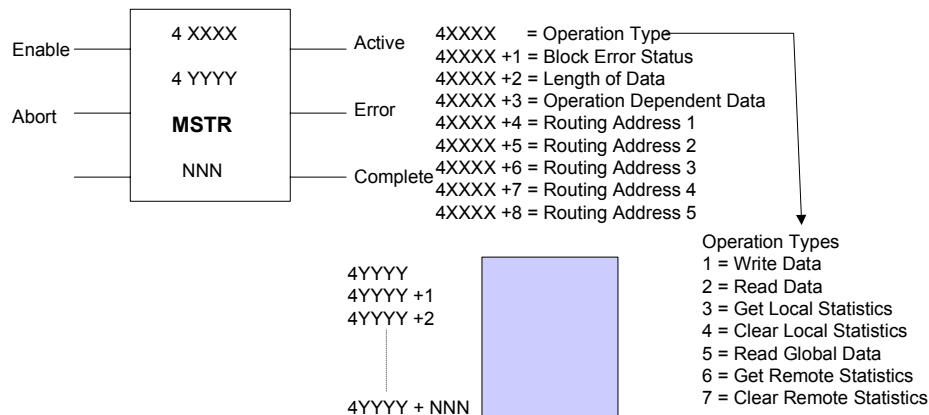 Enable
Abort
4 XXXX
4 YYYY
MSTR
NNN
Active
Error
Complete
4XXXX = Operation Type
4XXXX +1 = Block Error Status
4XXXX +2 = Length of Data
4XXXX +3 = Operation Dependent Data
4XXXX +4 = Routing Address 1
4XXXX +5 = Routing Address 2
4XXXX +6 = Routing Address 3
4XXXX +7 = Routing Address 4
4XXXX +8 = Routing Address 5
Operation Types
1 = Write Data
2 = Read Data
3 = Get Local Statistics
4 = Clear Local Statistics
5 = Read Global Data
6 = Get Remote Statistics
7 = Clear Remote Statistics
4YYYY
4YYYY +1
4YYYY +2
4YYYY + NNN